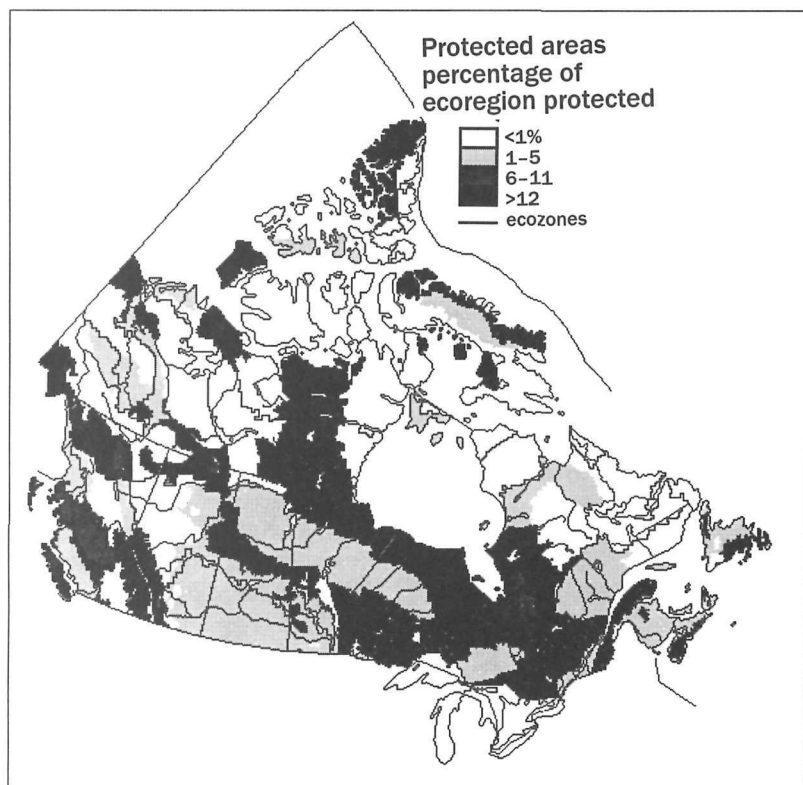 Protected areas
percentage of
ecoregion protected
<1%
1–5
6–11
>12
ecozones